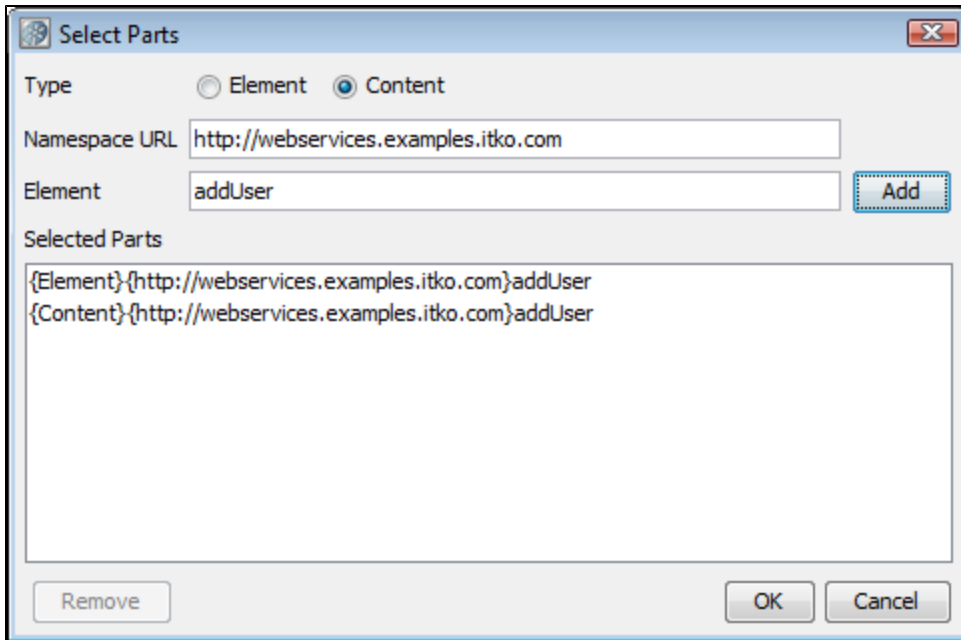 Select Parts
Type Element Content
Namespace URL http://webservices.examples.itko.com
Element addUser Add
Selected Parts
{Element}{http://webservices.examples.itko.com}addUser
{Content}{http://webservices.examples.itko.com}addUser
Remove OK Cancel